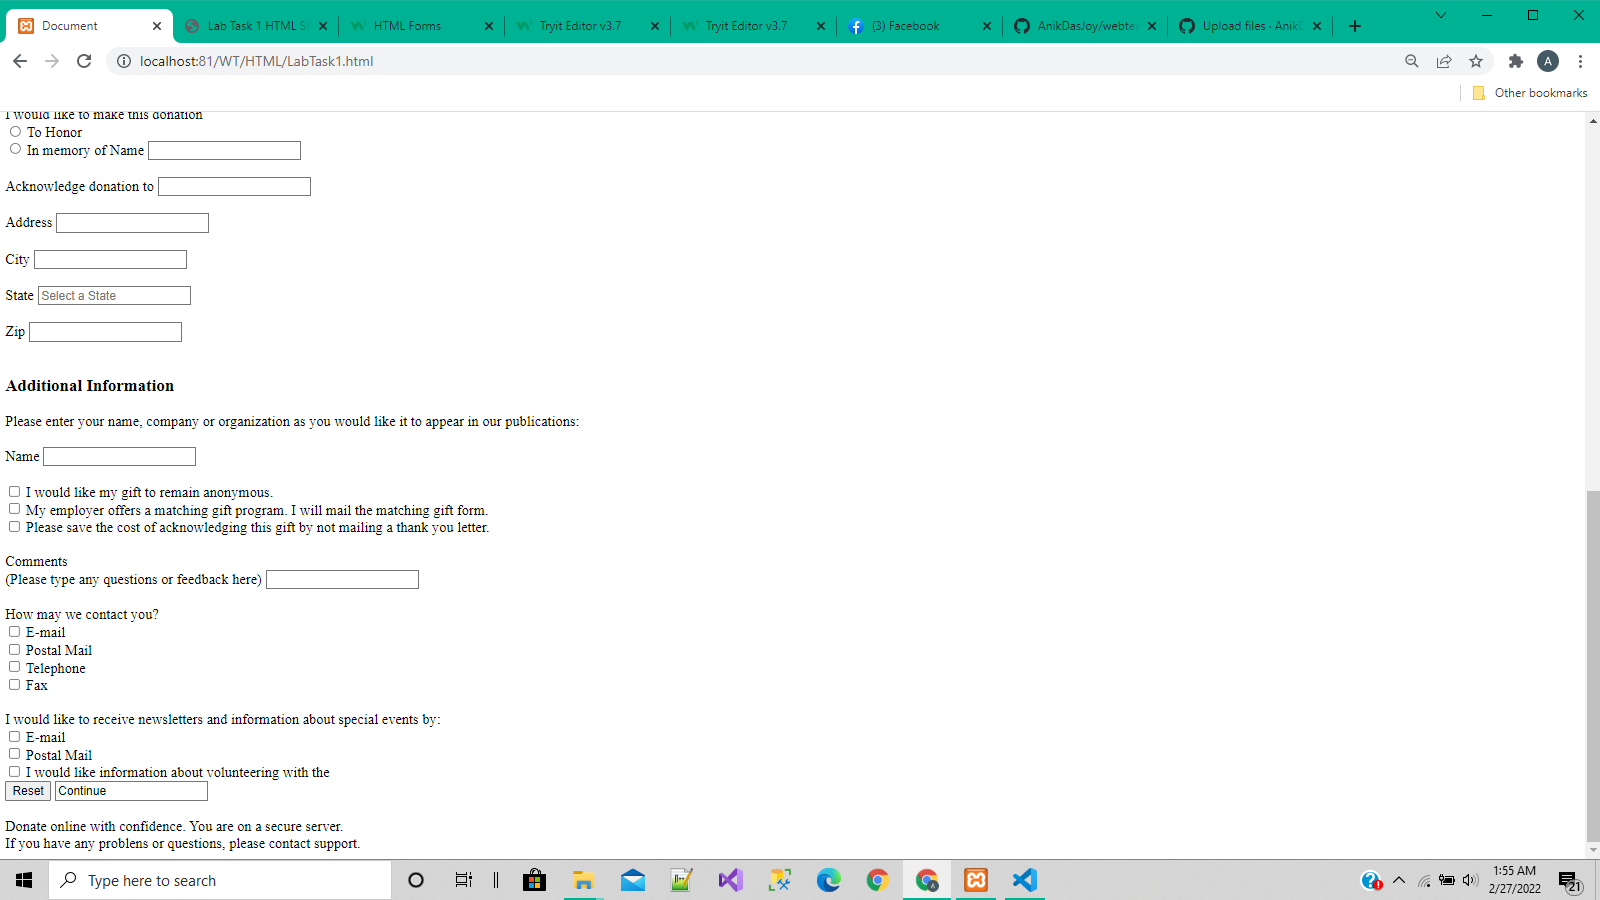 Document
Lab Task 1 HTML S
HTML Forms
Tryit Editor v3.7
Tryit Editor v3.7
(3) Facebook
AnikDasJoy/webtec
Upload files · Anik
localhost:81/WT/HTML/LabTask1.html
A
Other bookmarks
I would like to make this donation
To Honor
In memory of Name
Acknowledge donation to
Address
City
State Select a State
Zip
Additional Information
Please enter your name, company or organization as you would like it to appear in our publications:
Name
I would like my gift to remain anonymous.
My employer offers a matching gift program. I will mail the matching gift form.
Please save the cost of acknowledging this gift by not mailing a thank you letter.
Comments
(Please type any questions or feedback here)
How may we contact you?
E-mail
Postal Mail
Telephone
Fax
I would like to receive newsletters and information about special events by:
E-mail
Postal Mail
I would like information about volunteering with the
Reset Continue
Donate online with confidence. You are on a secure server.
If you have any problens or questions, please contact support.
Type here to search
1:55 AM
2/27/2022
21